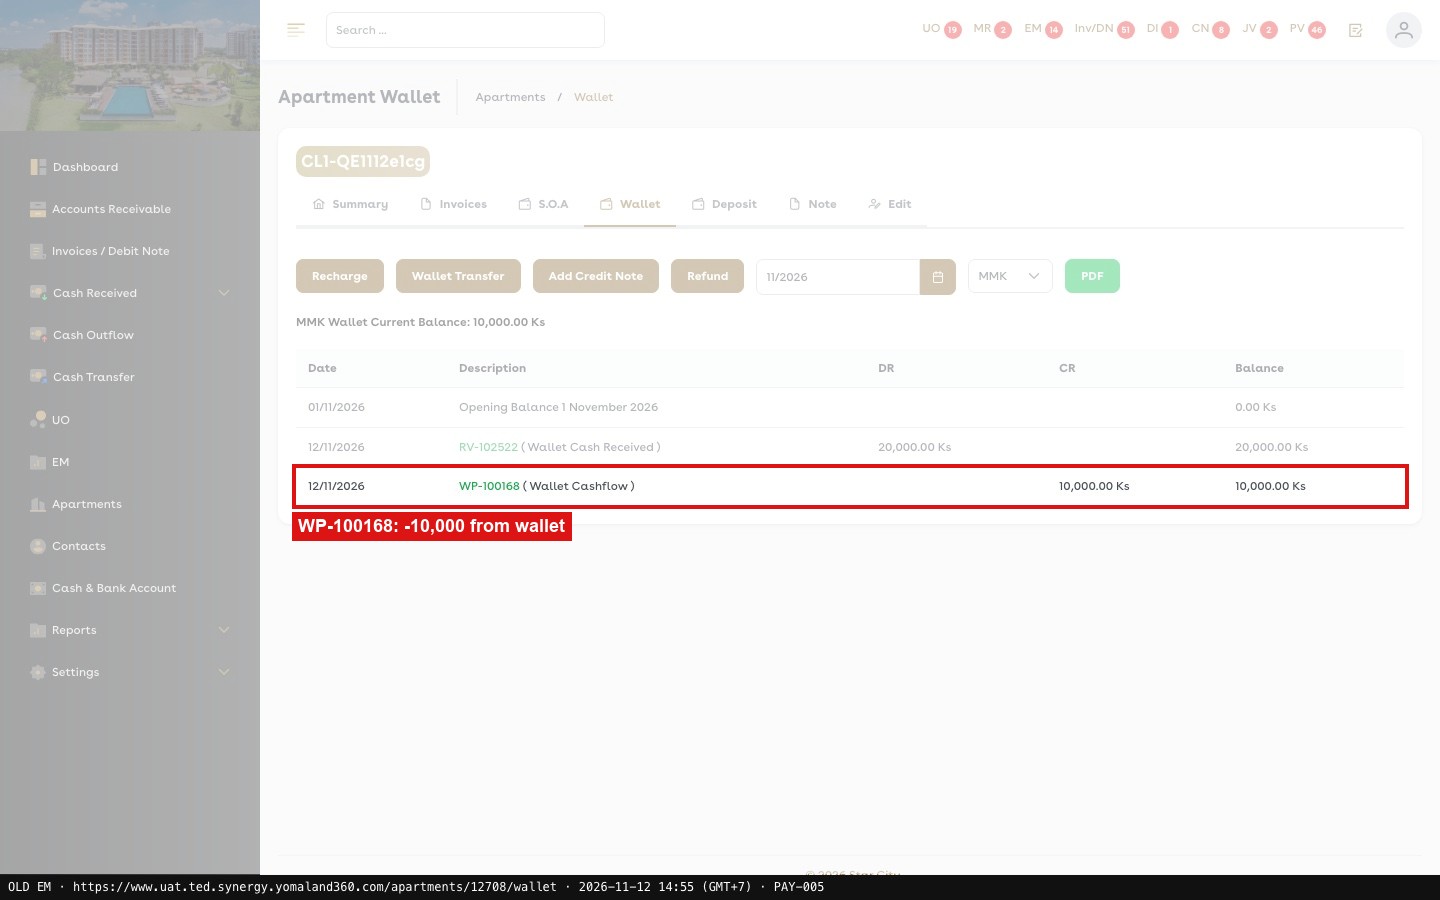 Search ...
UO 19 MR 2 EM 14 Inv/DN 51 DI 1 CN 8 JV 2 PV 46
Apartment Wallet
Apartments / Wallet
Dashboard
Accounts Receivable
Invoices / Debit Note
Cash Received
Cash Outflow
Cash Transfer
UO
EM
Apartments
Contacts
Cash & Bank Account
Reports
Settings
CL1-QE1112e1cg
Summary Invoices S.O.A Wallet Deposit Note Edit
Recharge Wallet Transfer Add Credit Note Refund 11/2026 MMK PDF
MMK Wallet Current Balance: 10,000.00 Ks
Date Description DR CR Balance
01/11/2026 Opening Balance 1 November 2026 0.00 Ks
12/11/2026 RV-102522 ( Wallet Cash Received ) 20,000.00 Ks 20,000.00 Ks
12/11/2026 WP-100168 ( Wallet Cashflow ) 10,000.00 Ks 10,000.00 Ks
WP-100168: -10,000 from wallet
© 2026 Star City
OLD EM · https://www.uat.ted.synergy.yomaland360.com/apartments/12708/wallet · 2026-11-12 14:55 (GMT+7) · PAY-005